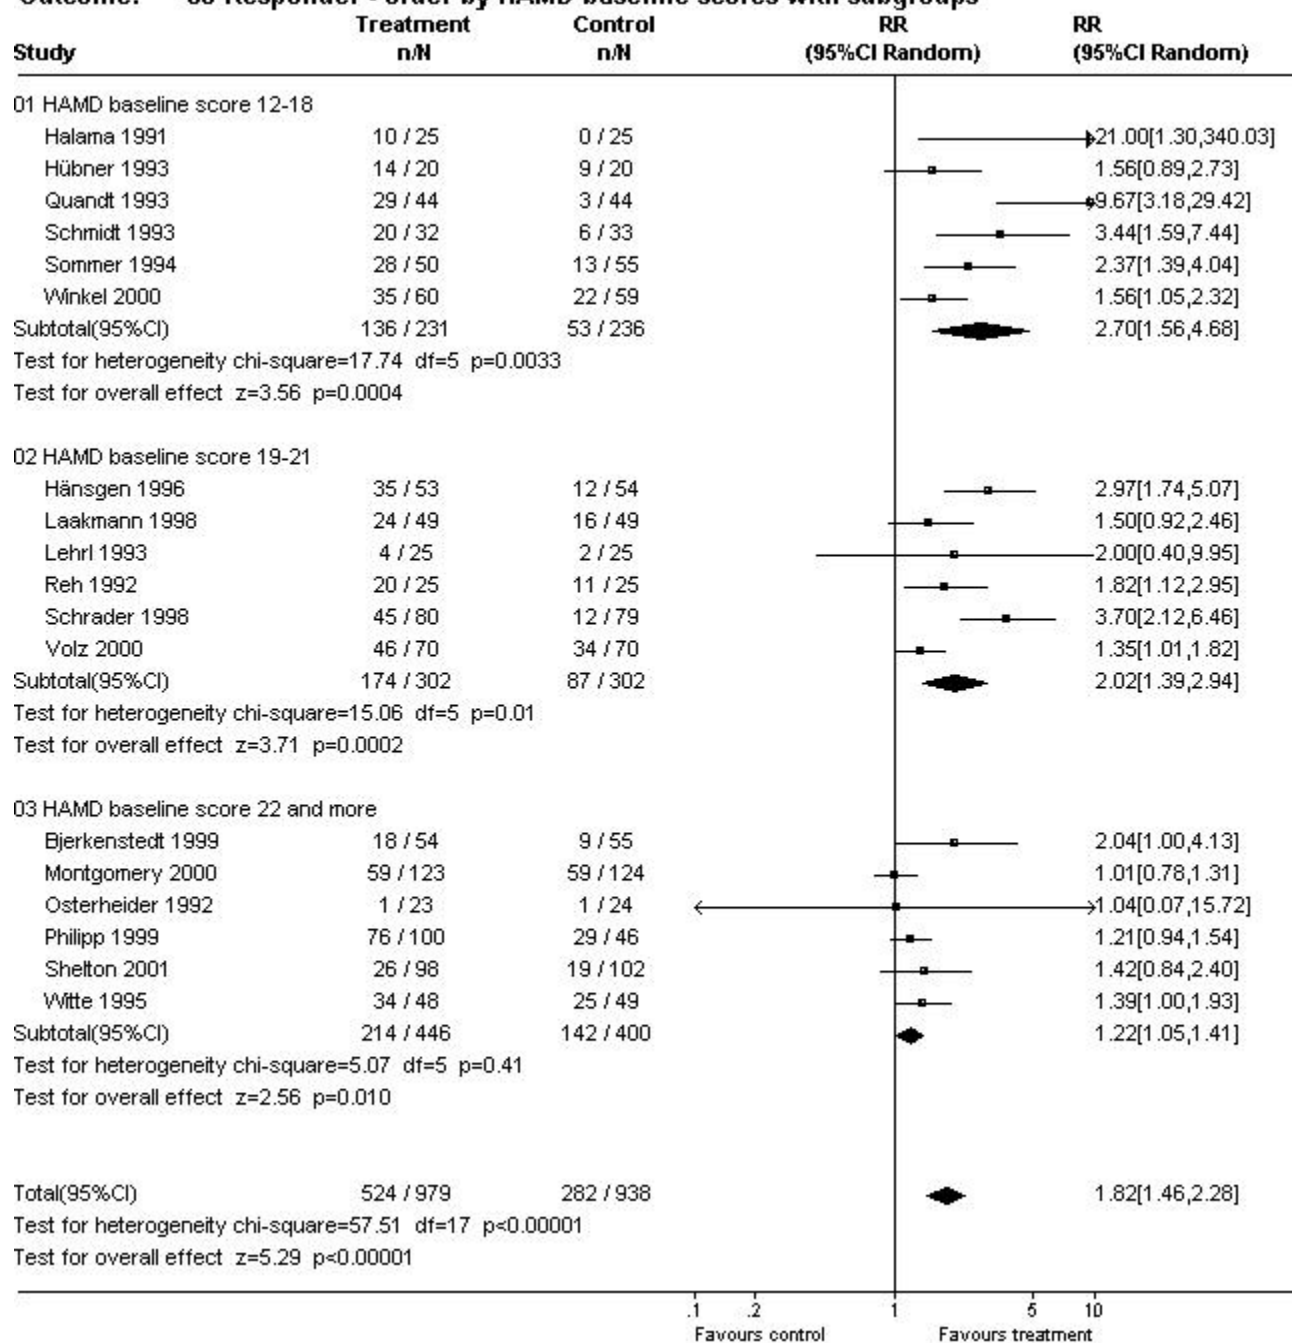 Outcome: 03 Responder - order by HAMD baseline scores with subgroups
Treatment Control RR RR
Study n/N n/N (95%CI Random) (95%CI Random)
01 HAMD baseline score 12-18
Halama 1991 10 / 25 0 / 25 21.00[1.30,340.03]
Hübner 1993 14 / 20 9 / 20 1.56[0.89,2.73]
Quandt 1993 29 / 44 3 / 44 9.67[3.18,29.42]
Schmidt 1993 20 / 32 6 / 33 3.44[1.59,7.44]
Sommer 1994 28 / 50 13 / 55 2.37[1.39,4.04]
Winkel 2000 35 / 60 22 / 59 1.56[1.05,2.32]
Subtotal(95%CI) 136 / 231 53 / 236 2.70[1.56,4.68]
Test for heterogeneity chi-square=17.74 df=5 p=0.0033
Test for overall effect z=3.56 p=0.0004
02 HAMD baseline score 19-21
Hänsgen 1996 35 / 53 12 / 54 2.97[1.74,5.07]
Laakmann 1998 24 / 49 16 / 49 1.50[0.92,2.46]
Lehrl 1993 4 / 25 2 / 25 2.00[0.40,9.95]
Reh 1992 20 / 25 11 / 25 1.82[1.12,2.95]
Schrader 1998 45 / 80 12 / 79 3.70[2.12,6.46]
Volz 2000 46 / 70 34 / 70 1.35[1.01,1.82]
Subtotal(95%CI) 174 / 302 87 / 302 2.02[1.39,2.94]
Test for heterogeneity chi-square=15.06 df=5 p=0.01
Test for overall effect z=3.71 p=0.0002
03 HAMD baseline score 22 and more
Bjerkenstedt 1999 18 / 54 9 / 55 2.04[1.00,4.13]
Montgomery 2000 59 / 123 59 / 124 1.01[0.78,1.31]
Osterheider 1992 1 / 23 1 / 24 1.04[0.07,15.72]
Philipp 1999 76 / 100 29 / 46 1.21[0.94,1.54]
Shelton 2001 26 / 98 19 / 102 1.42[0.84,2.40]
Witte 1995 34 / 48 25 / 49 1.39[1.00,1.93]
Subtotal(95%CI) 214 / 446 142 / 400 1.22[1.05,1.41]
Test for heterogeneity chi-square=5.07 df=5 p=0.41
Test for overall effect z=2.56 p=0.010
Total(95%CI) 524 / 979 282 / 938 1.82[1.46,2.28]
Test for heterogeneity chi-square=57.51 df=17 p<0.00001
Test for overall effect z=5.29 p<0.00001
.1 .2 1 5 10
Favours control Favours treatment